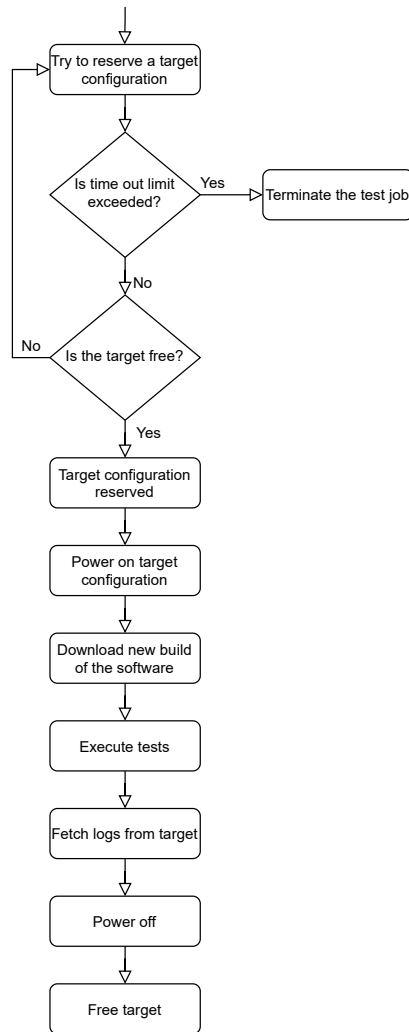 Try to reserve a target
configuration
Is time out limit
exceeded?
Yes
Terminate the test job
No
Is the target free?
No
Yes
Target configuration
reserved
Power on target
configuration
Download new build
of the software
Execute tests
Fetch logs from target
Power off
Free target